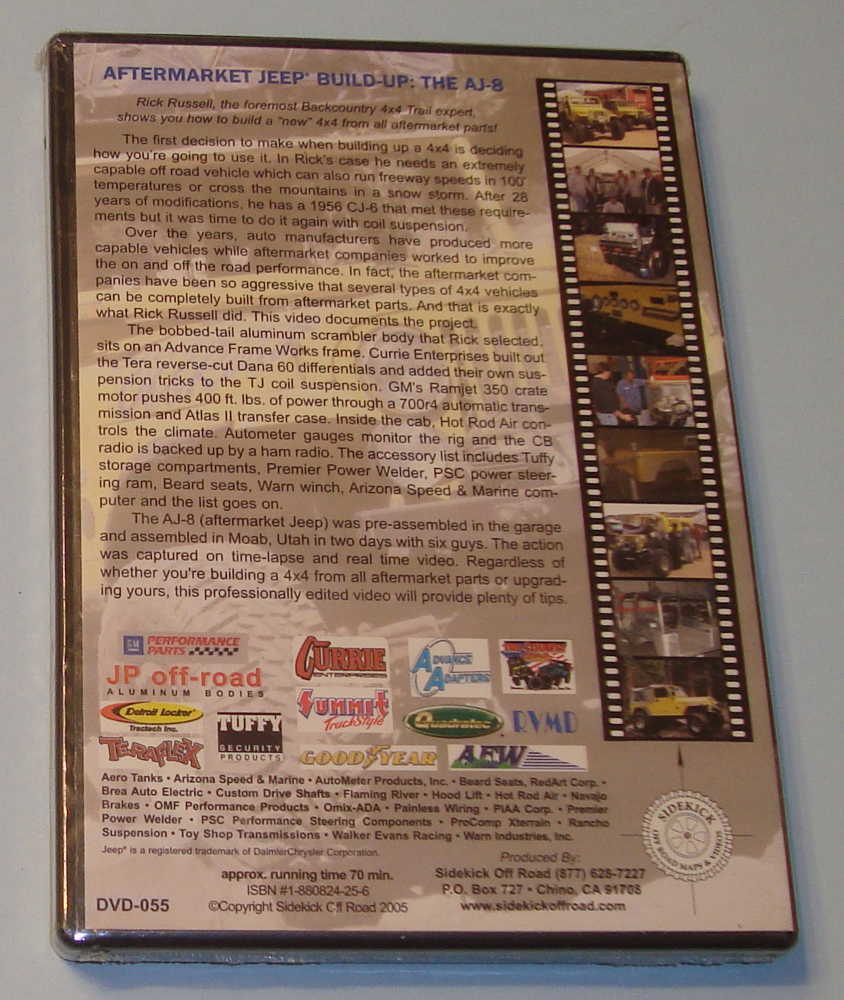 AFTERMARKET JEEP® BUILD-UP: THE AJ-8
Rick Russell, the foremost Backcountry 4x4 Trail expert,
shows you how to build a "new" 4x4 from all aftermarket parts!
The first decision to make when building up a 4x4 is deciding
how you're going to use it. In Rick's case he needs an extremely
capable off road vehicle which can also run freeway speeds in 100°
temperatures or cross the mountains in a snow storm. After 28
years of modifications, he has a 1956 CJ-6 that met these require-
ments but it was time to do it again with coil suspension.
Over the years, auto manufacturers have produced more
capable vehicles while aftermarket companies worked to improve
the on and off the road performance. In fact, the aftermarket com-
panies have been so aggressive that several types of 4x4 vehicles
can be completely built from aftermarket parts. And that is exactly
what Rick Russell did. This video documents the project.
The bobbed-tail aluminum scrambler body that Rick selected,
sits on an Advance Frame Works frame. Currie Enterprises built out
the Tera reverse-cut Dana 60 differentials and added their own sus-
pension tricks to the TJ coil suspension. GM's Ramjet 350 crate
motor pushes 400 ft. lbs. of power through a 700r4 automatic trans-
mission and Atlas II transfer case. Inside the cab, Hot Rod Air con-
trols the climate. Autometer gauges monitor the rig and the CB
radio is backed up by a ham radio. The accessory list includes Tuffy
storage compartments, Premier Power Welder, PSC power steer-
ing ram, Beard seats, Warn winch, Arizona Speed & Marine com-
puter and the list goes on.
The AJ-8 (aftermarket Jeep) was pre-assembled in the garage
and assembled in Moab, Utah in two days with six guys. The action
was captured on time-lapse and real time video. Regardless of
whether you're building a 4x4 from all aftermarket parts or upgrad-
ing yours, this professionally edited video will provide plenty of tips.
GM PERFORMANCE
PARTS
JP off-road
ALUMINUM BODIES
CURRIE
ENTERPRISES
ADVANCE
ADAPTERS
Detroit Locker
Tractech Inc.
TUFFY
SECURITY
PRODUCTS
Summit
TruckStyle
Quadratec
RVMD
TERAFLEX
GOODYEAR
AFW
Aero Tanks • Arizona Speed & Marine • AutoMeter Products, Inc. • Beard Seats, RedArt Corp. •
Brea Auto Electric • Custom Drive Shafts • Flaming River • Hood Lift • Hot Rod Air • Navajo
Brakes • OMF Performance Products • Omix-ADA • Painless Wiring • PIAA Corp. • Premier
Power Welder • PSC Performance Steering Components • ProComp Xterrain • Rancho
Suspension • Toy Shop Transmissions • Walker Evans Racing • Warn Industries, Inc.
Jeep® is a registered trademark of DaimlerChrysler Corporation.
approx. running time 70 min.
ISBN #1-880824-25-6
DVD-055
©Copyright Sidekick Off Road 2005
Produced By:
Sidekick Off Road (877) 628-7227
P.O. Box 727 • Chino, CA 91708
www.sidekickoffroad.com
SIDEKICK
OFF ROAD MAPS & VIDEOS